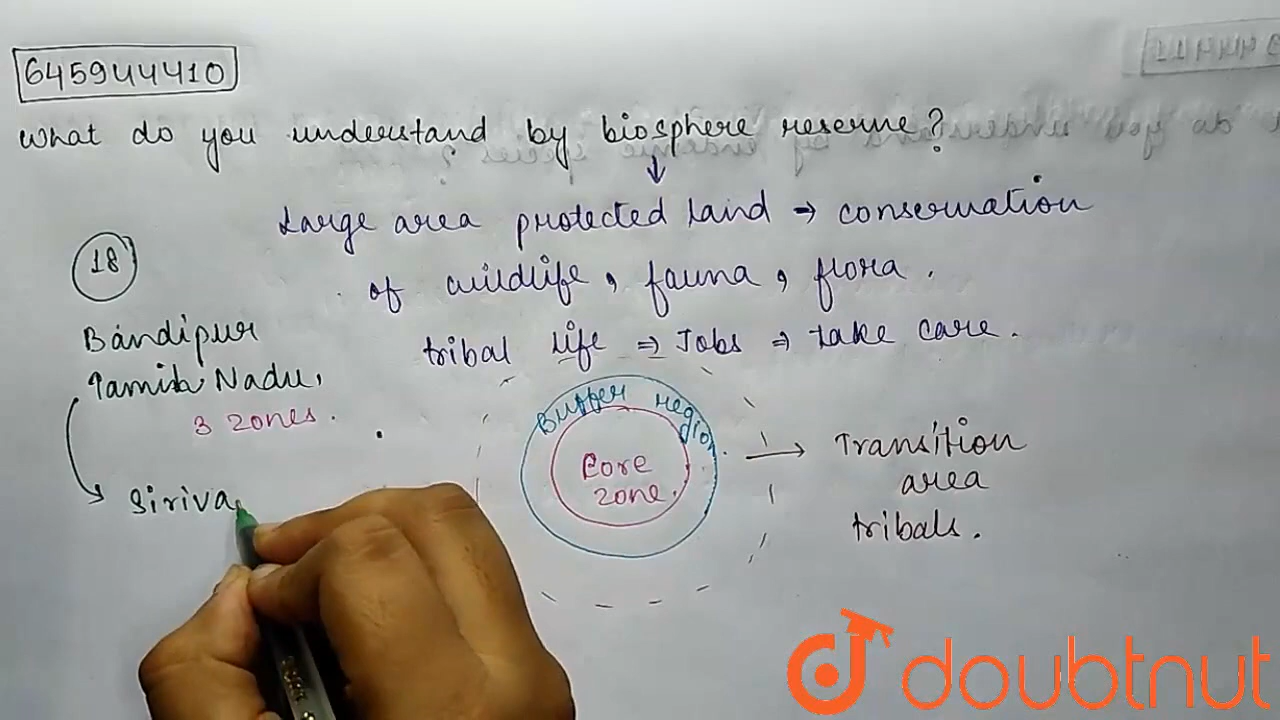 645944410
What do you understand by biosphere reserve?
Large area protected land → conservation
of wildlife, fauna, flora.
tribal life ⇒ Jobs ⇒ take care.
18
Bandipur
Tamil Nadu,
3 zones.
Siriva
Buffer region
Core
zone.
→ Transition
area
tribals.
doubtnut